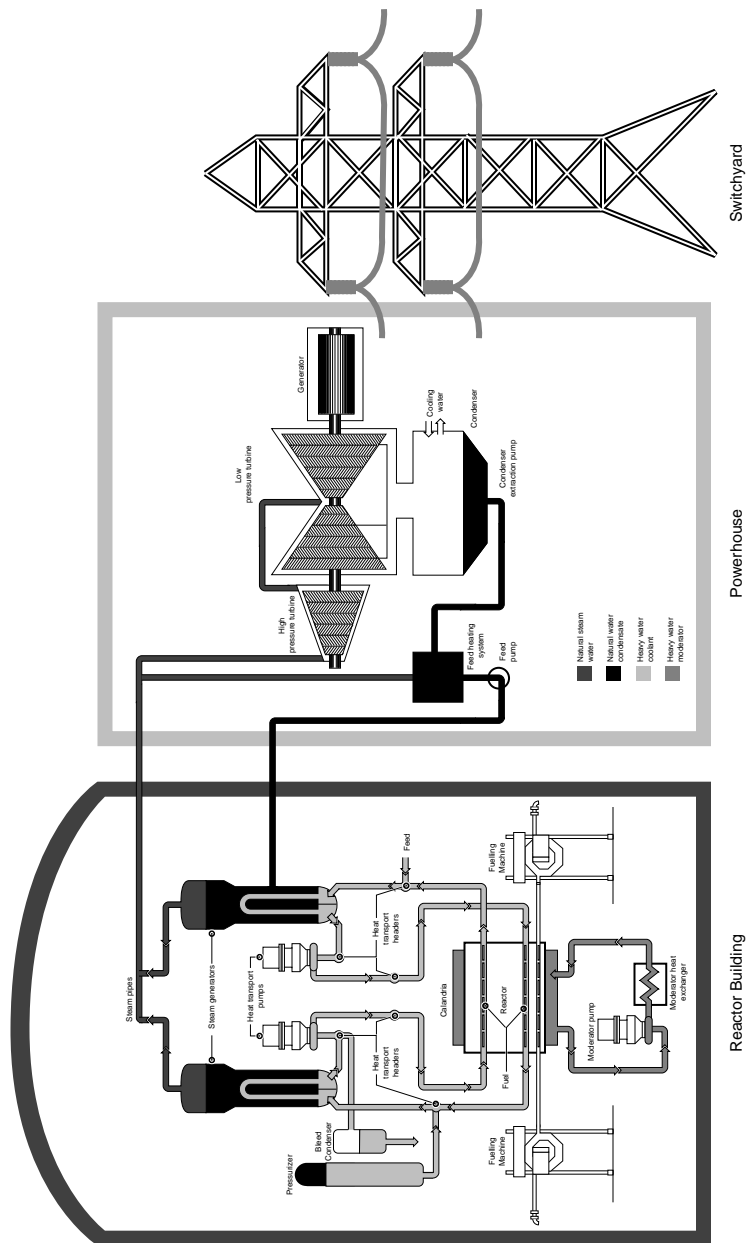 Switchyard
Powerhouse
Reactor Building
Generator
Cooling
water
Condenser
Condenser
extraction pump
Low
pressure turbine
High
pressure turbine
Feed heating
system
Feed
pump
Natural steam
water
Natural water
condensate
Heavy water
coolant
Heavy water
moderator
Steam pipes
Steam generators
Heat transport
pumps
Heat
transport
headers
Feed
Heat
transport
headers
Bleed
Condenser
Pressurizer
Calandria
Reactor
Fuel
Fuelling
Machine
Fuelling
Machine
Moderator pump
Moderator heat
exchanger